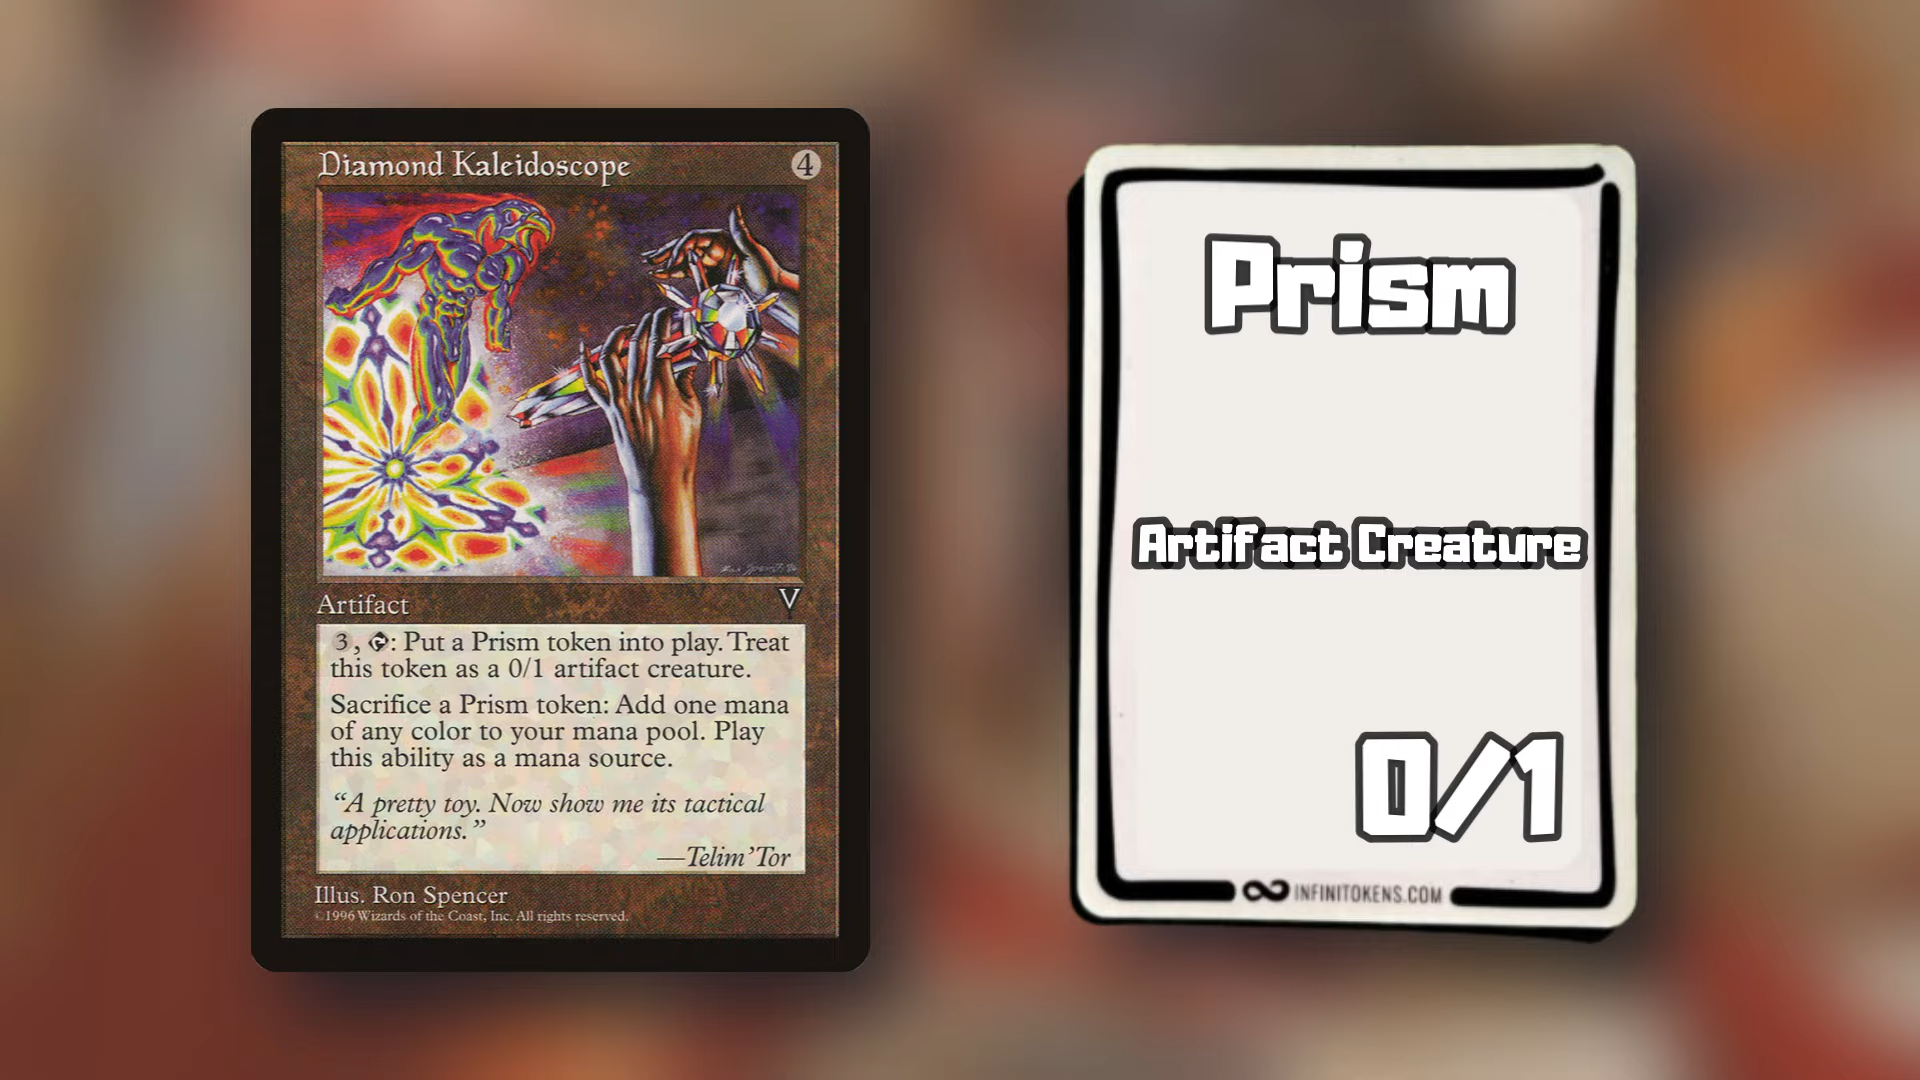 Diamond Kaleidoscope 4
Artifact V
3, : Put a Prism token into play. Treat
this token as a 0/1 artifact creature.
Sacrifice a Prism token: Add one mana
of any color to your mana pool. Play
this ability as a mana source.
“A pretty toy. Now show me its tactical
applications.”
—Telim’Tor
Illus. Ron Spencer
©1996 Wizards of the Coast, Inc. All rights reserved.
Prism
Artifact Creature
0/1
INFINITOKENS.COM